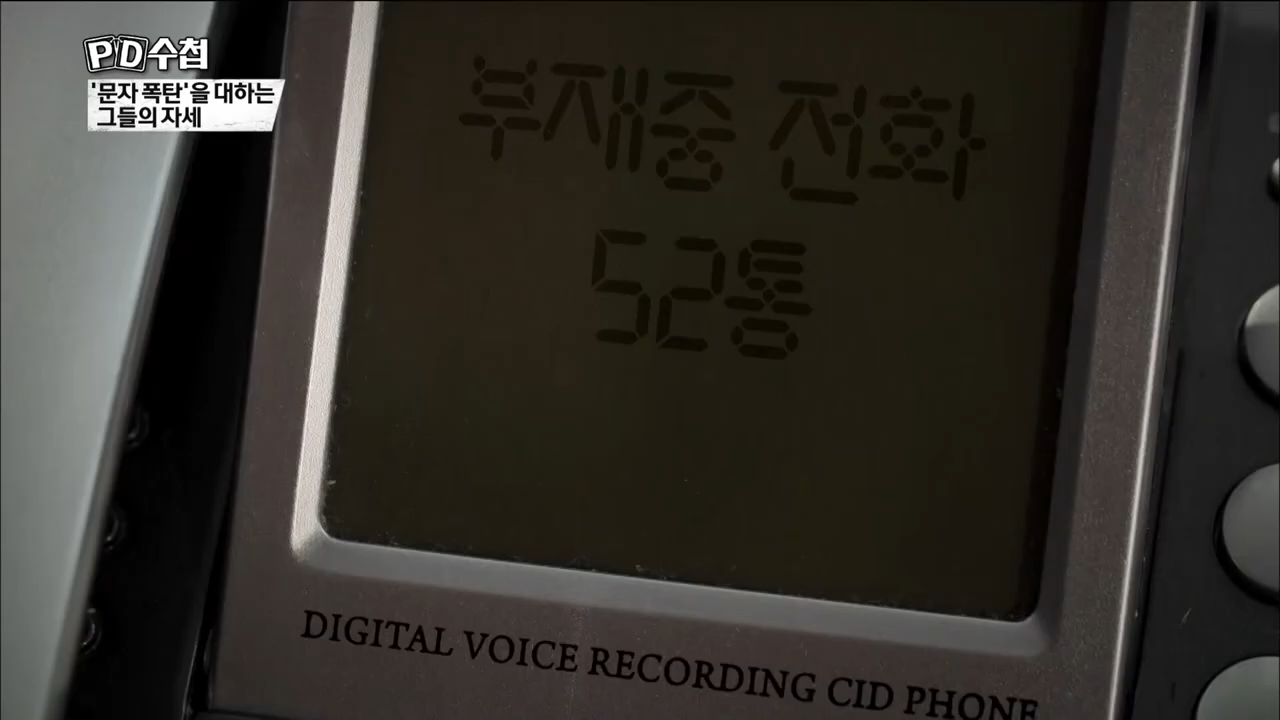 PD수첩
'문자 폭탄'을 대하는
그들의 자세
부재중 전화
52통
DIGITAL VOICE RECORDING CID PHONE